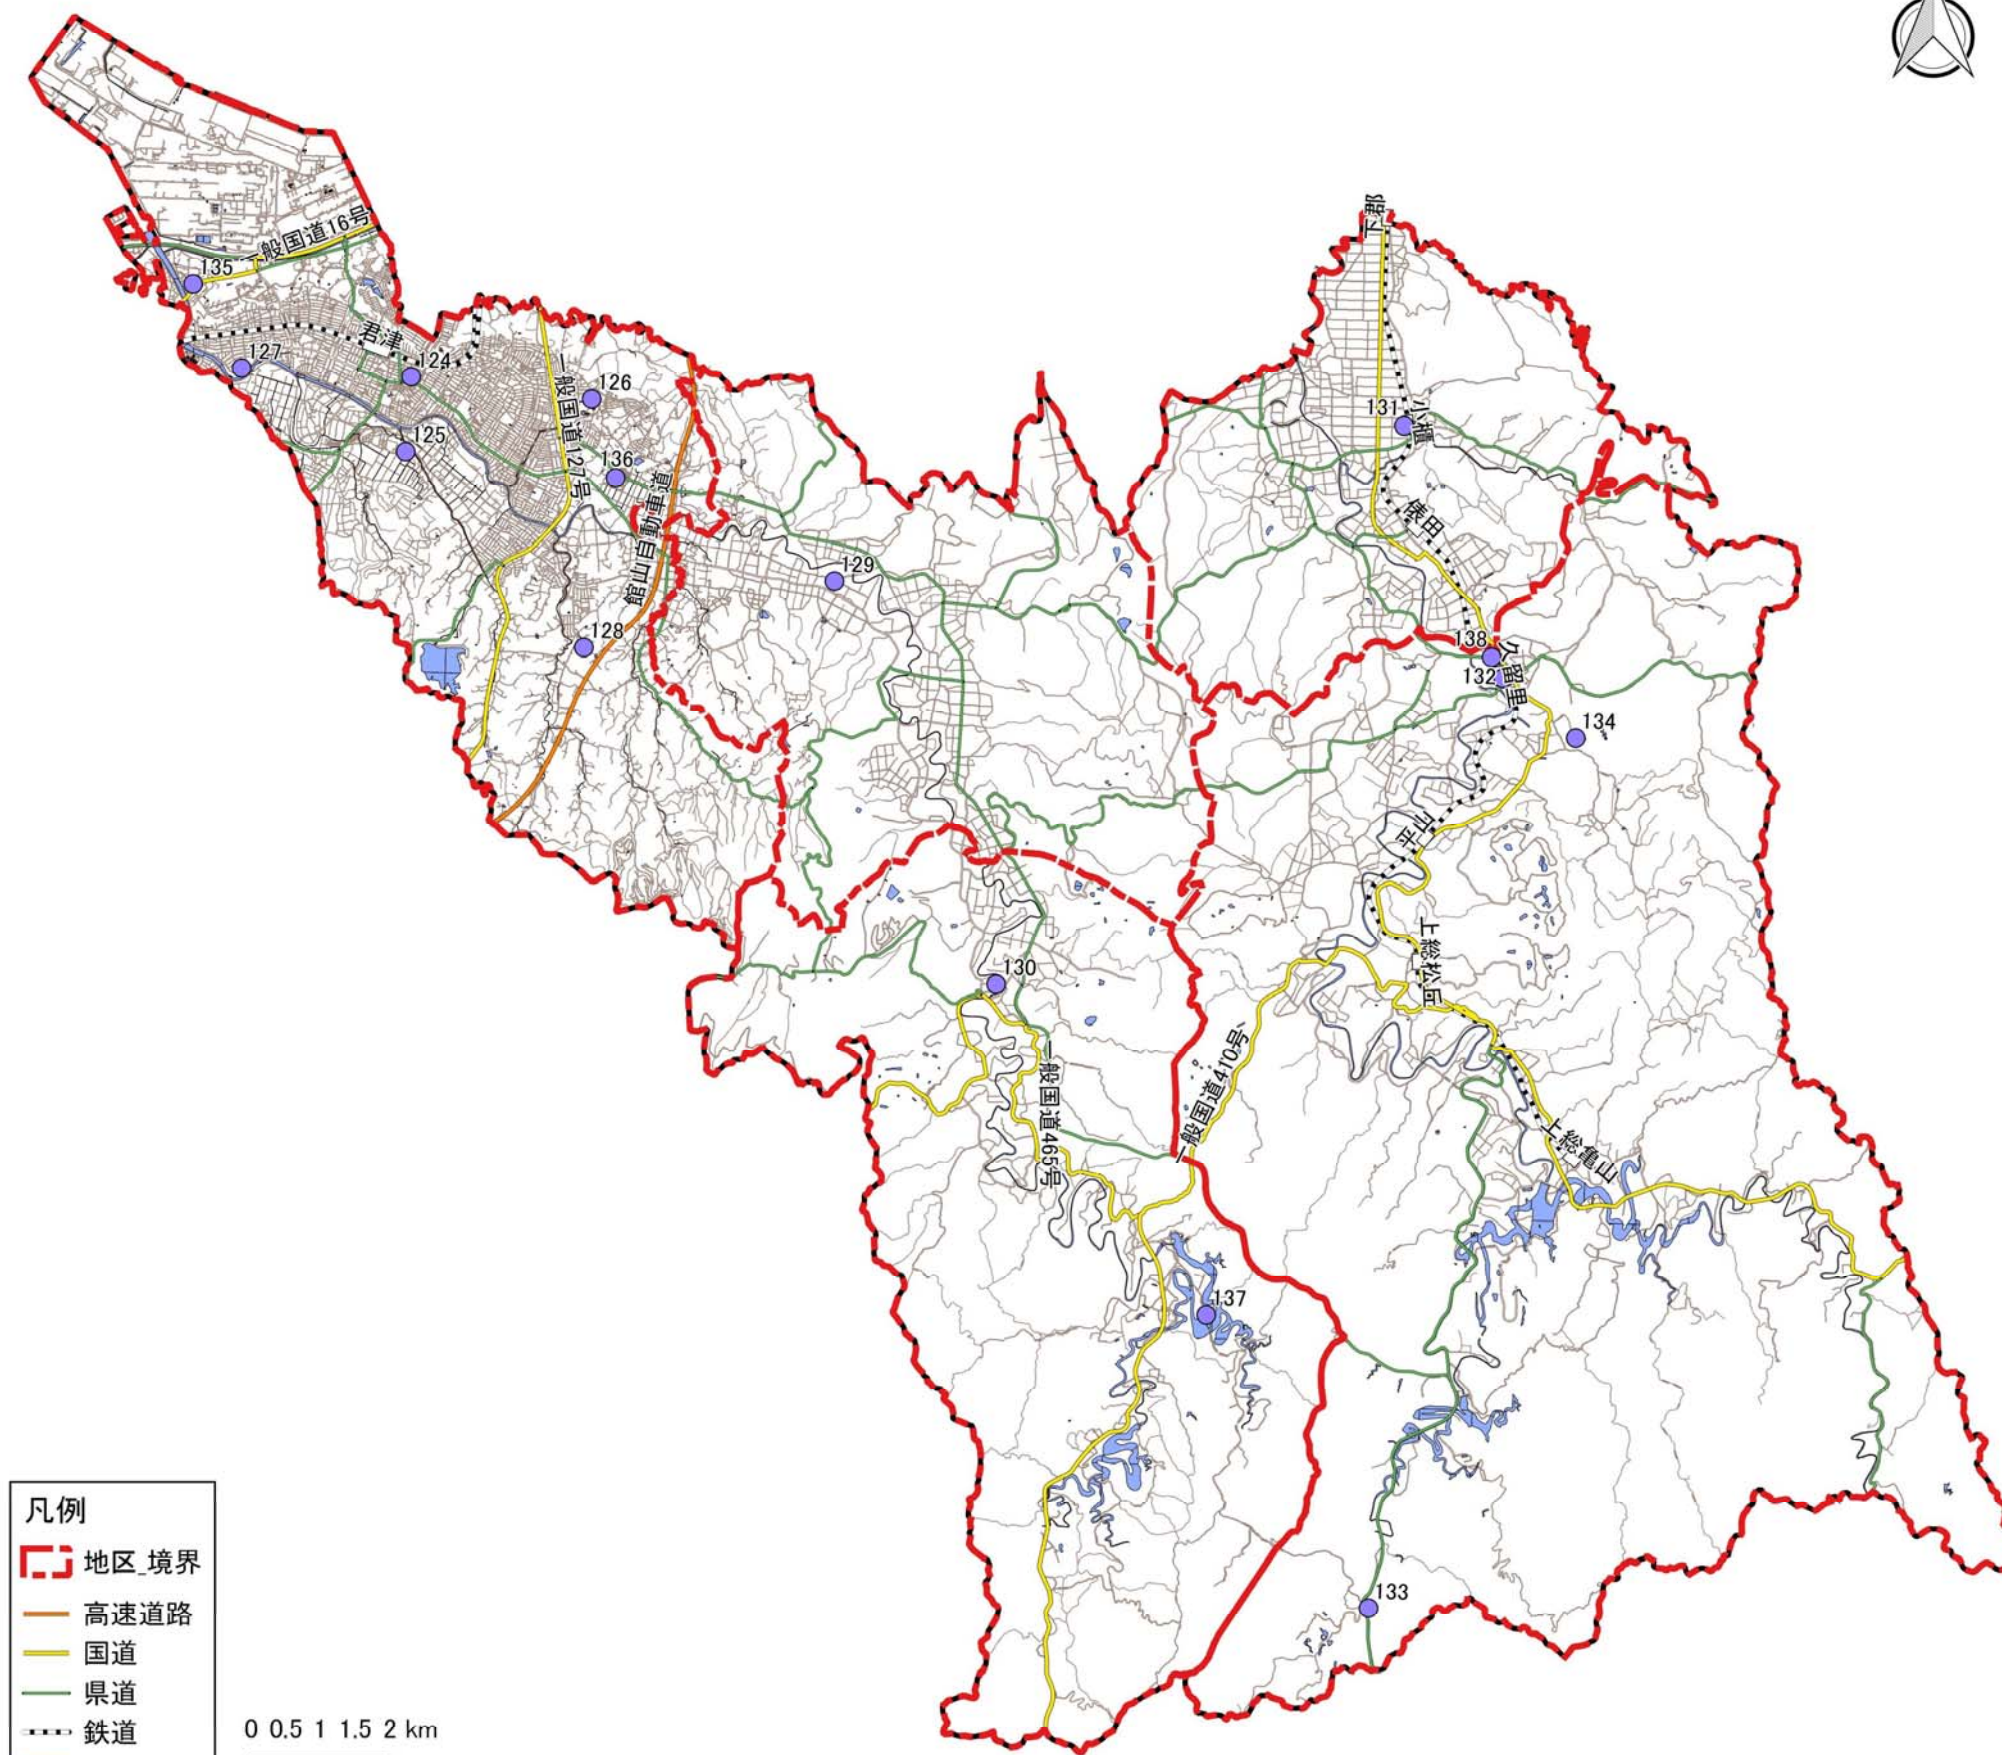 下郡
一般国道16号
135
君津
127
124
一般国道127号
126
131
小櫃
125
136
館山自動車道
俵田
129
128
138
久留里
132
134
平山
上総松丘
130
一般国道410号
一般国道465号
上総亀山
137
133
凡例
地区_境界
高速道路
国道
県道
鉄道
0 0.5 1 1.5 2 km